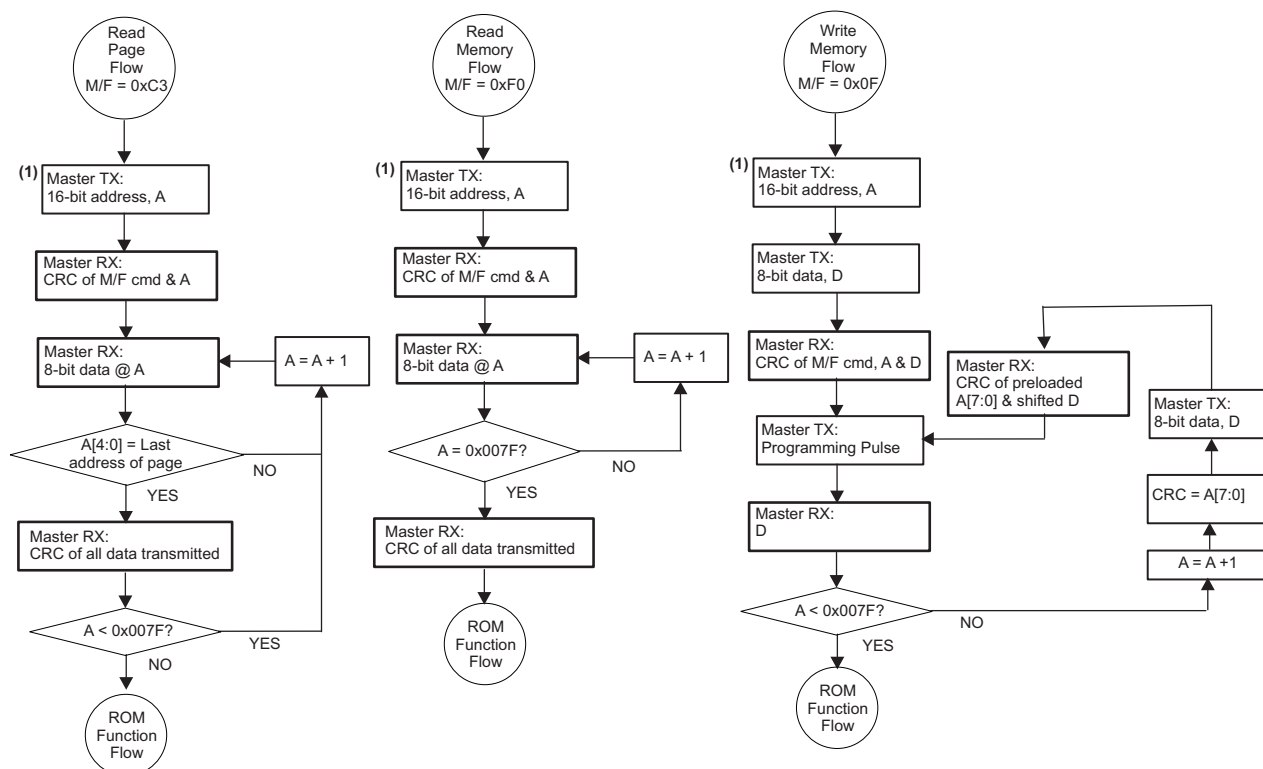 Read
Page
Flow
M/F = 0xC3
(1)
Master TX:
16-bit address, A
Master RX:
CRC of M/F cmd & A
Master RX:
8-bit data @ A
A = A + 1
A[4:0] = Last
address of page
NO
YES
Master RX:
CRC of all data transmitted
A < 0x007F?
YES
NO
ROM
Function
Flow
Read
Memory
Flow
M/F = 0xF0
(1)
Master TX:
16-bit address, A
Master RX:
CRC of M/F cmd & A
Master RX:
8-bit data @ A
A = A + 1
A = 0x007F?
NO
YES
Master RX:
CRC of all data transmitted
ROM
Function
Flow
Write
Memory
Flow
M/F = 0x0F
(1)
Master TX:
16-bit address, A
Master TX:
8-bit data, D
Master RX:
CRC of M/F cmd, A & D
Master TX:
Programming Pulse
Master RX:
D
A < 0x007F?
NO
YES
ROM
Function
Flow
Master RX:
CRC of preloaded
A[7:0] & shifted D
Master TX:
8-bit data, D
CRC = A[7:0]
A = A +1